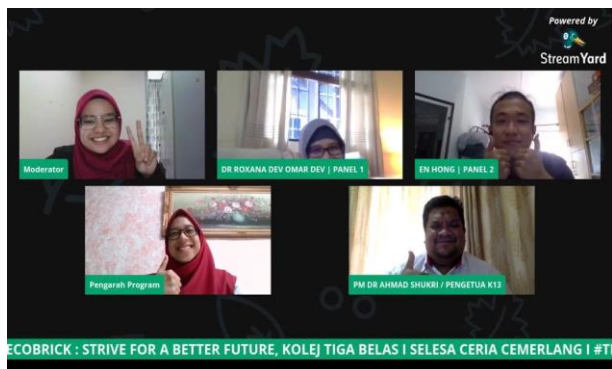 Powered by
StreamYard
Moderator
DR ROXANA DEV OMAR DEV | PANEL 1
EN HONG | PANEL 2
Pengarah Program
PM DR AHMAD SHUKRI / PENGETUA K13
ECOBRICK : STRIVE FOR A BETTER FUTURE, KOLEJ TIGA BELAS I SELESA CERIA CEMERLANG I